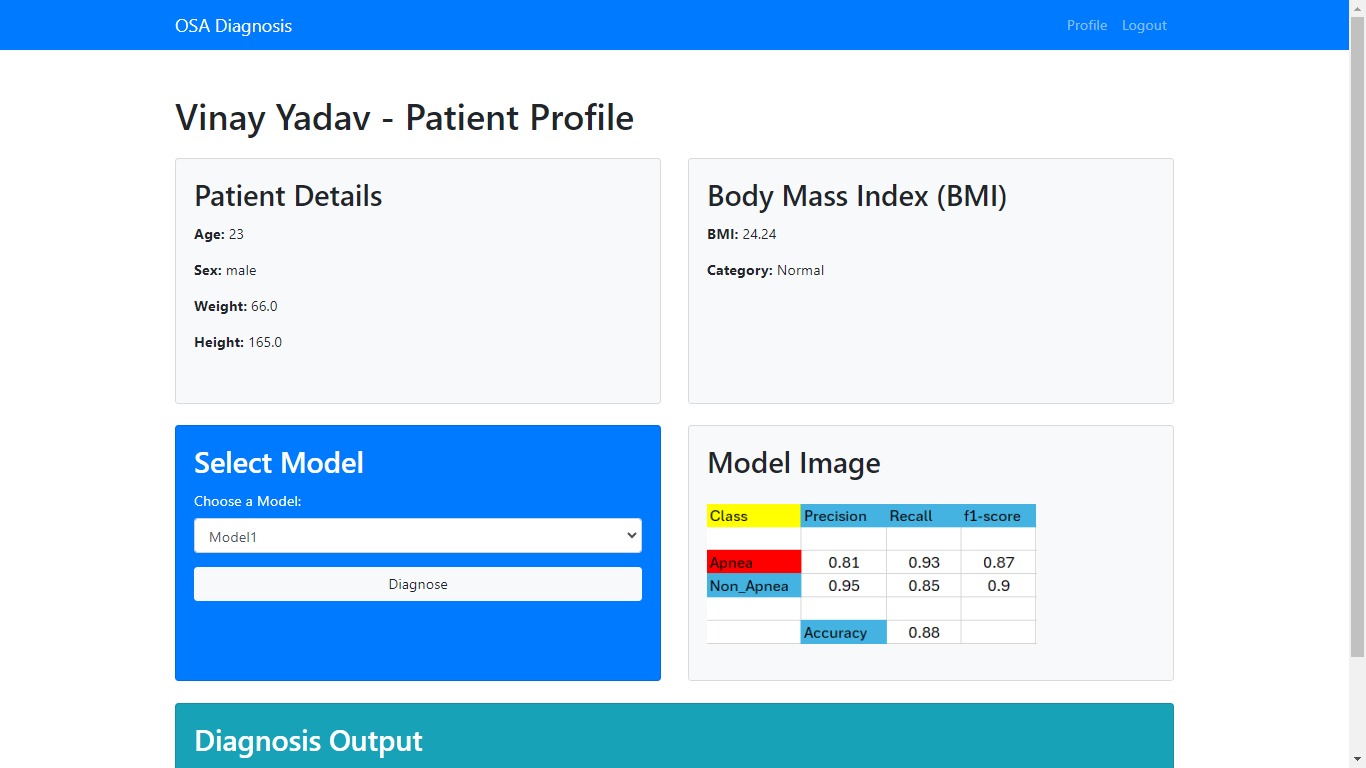 OSA Diagnosis
Profile Logout
Vinay Yadav - Patient Profile
Patient Details
Age: 23
Sex: male
Weight: 66.0
Height: 165.0
Body Mass Index (BMI)
BMI: 24.24
Category: Normal
Select Model
Choose a Model:
Model1
Diagnose
Model Image
Class Precision Recall f1-score
Apnea 0.81 0.93 0.87
Non_Apnea 0.95 0.85 0.9
Accuracy 0.88
Diagnosis Output